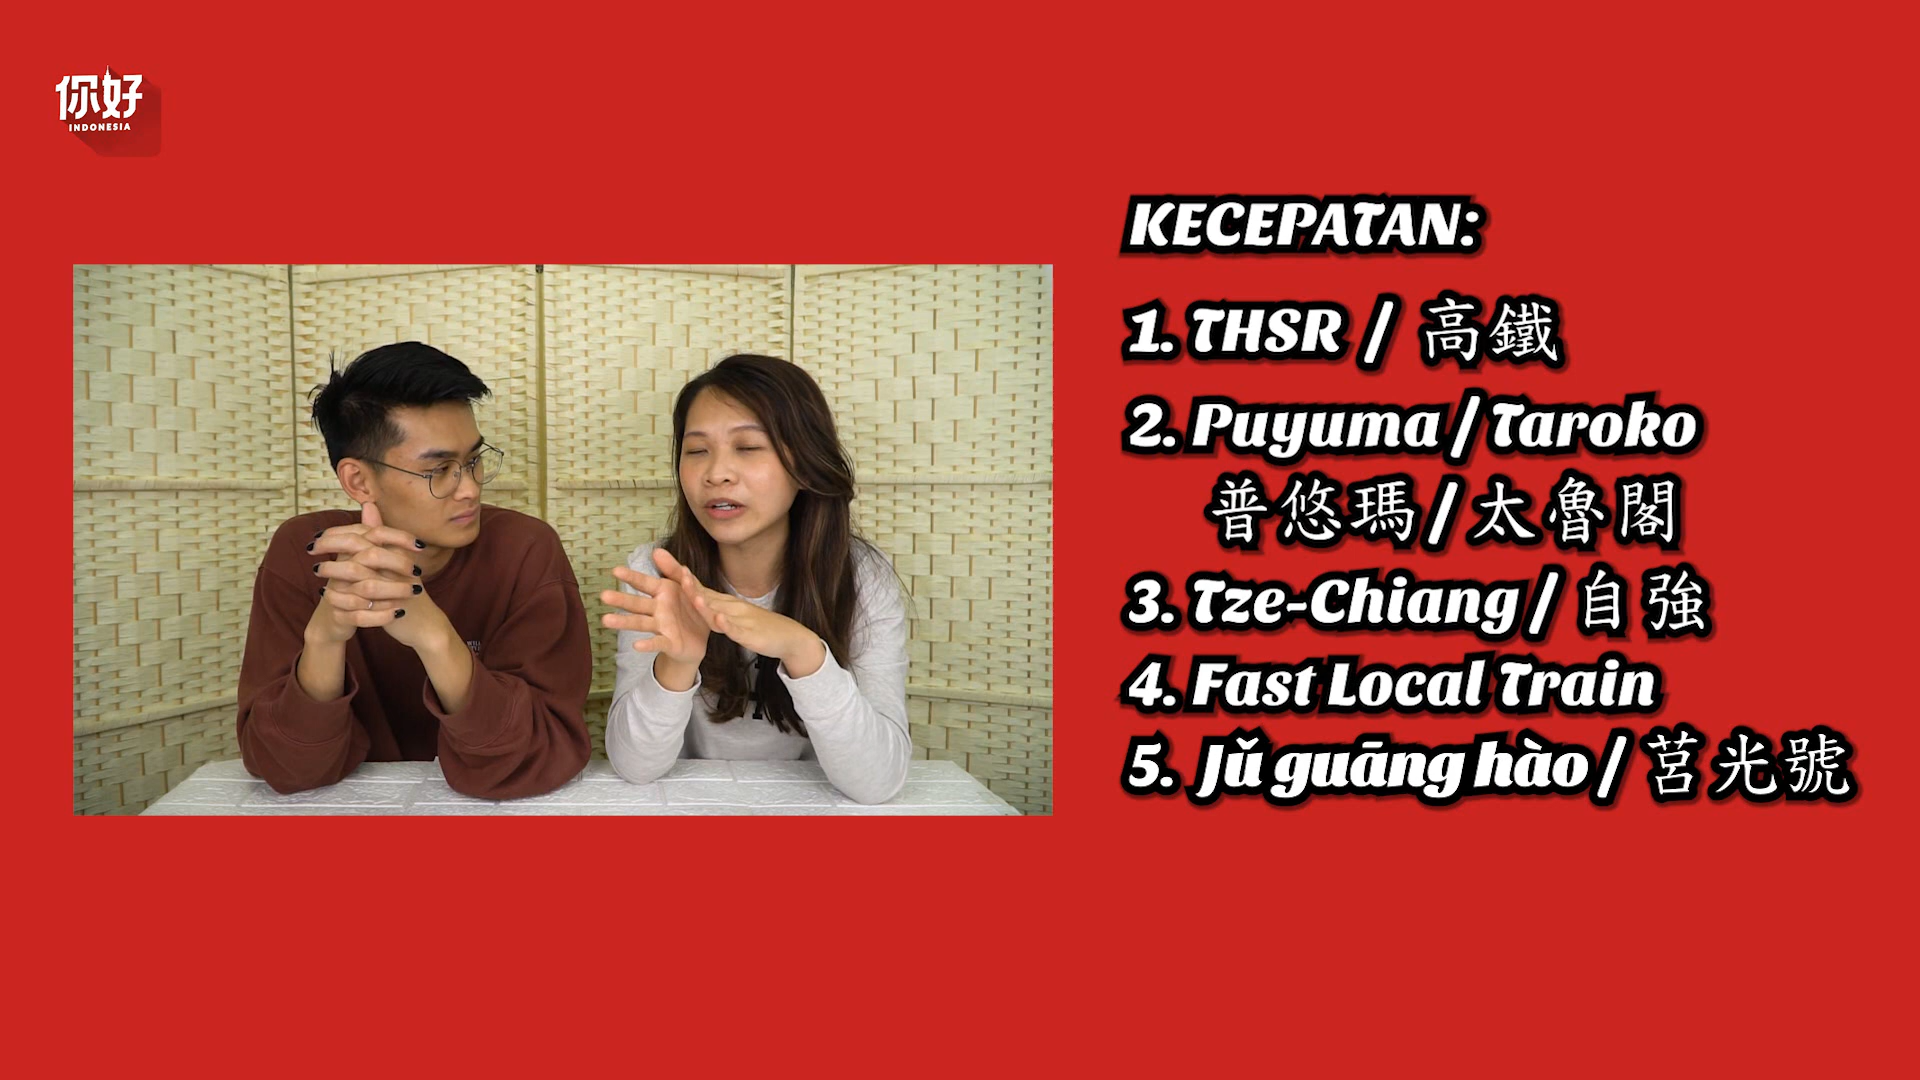 你好
INDONESIA
KECEPATAN:
1. THSR / 高鐵
2. Puyuma / Taroko
普悠瑪 / 太魯閣
3. Tze-Chiang / 自強
4. Fast Local Train
5. Jǔ guāng hào / 莒光號